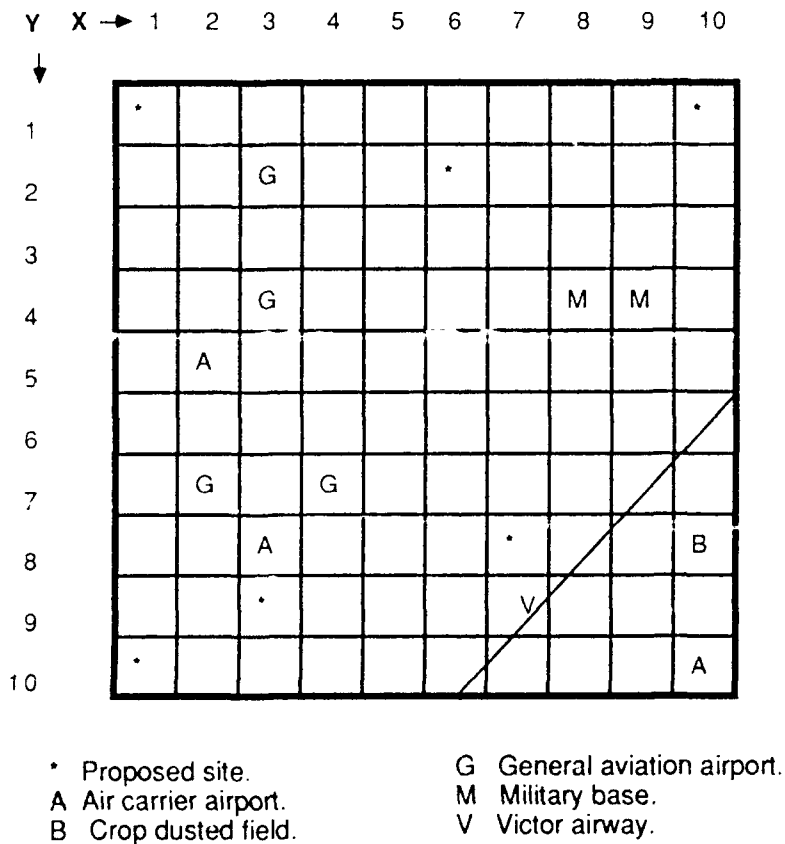 Y X 1 2 3 4 5 6 7 8 9 10
1 * *
2 G *
3
4 G M M
5 A
6
7 G G
8 A * B
9 * V
10 * A
* Proposed site.
A Air carrier airport.
B Crop dusted field.
G General aviation airport.
M Military base.
V Victor airway.